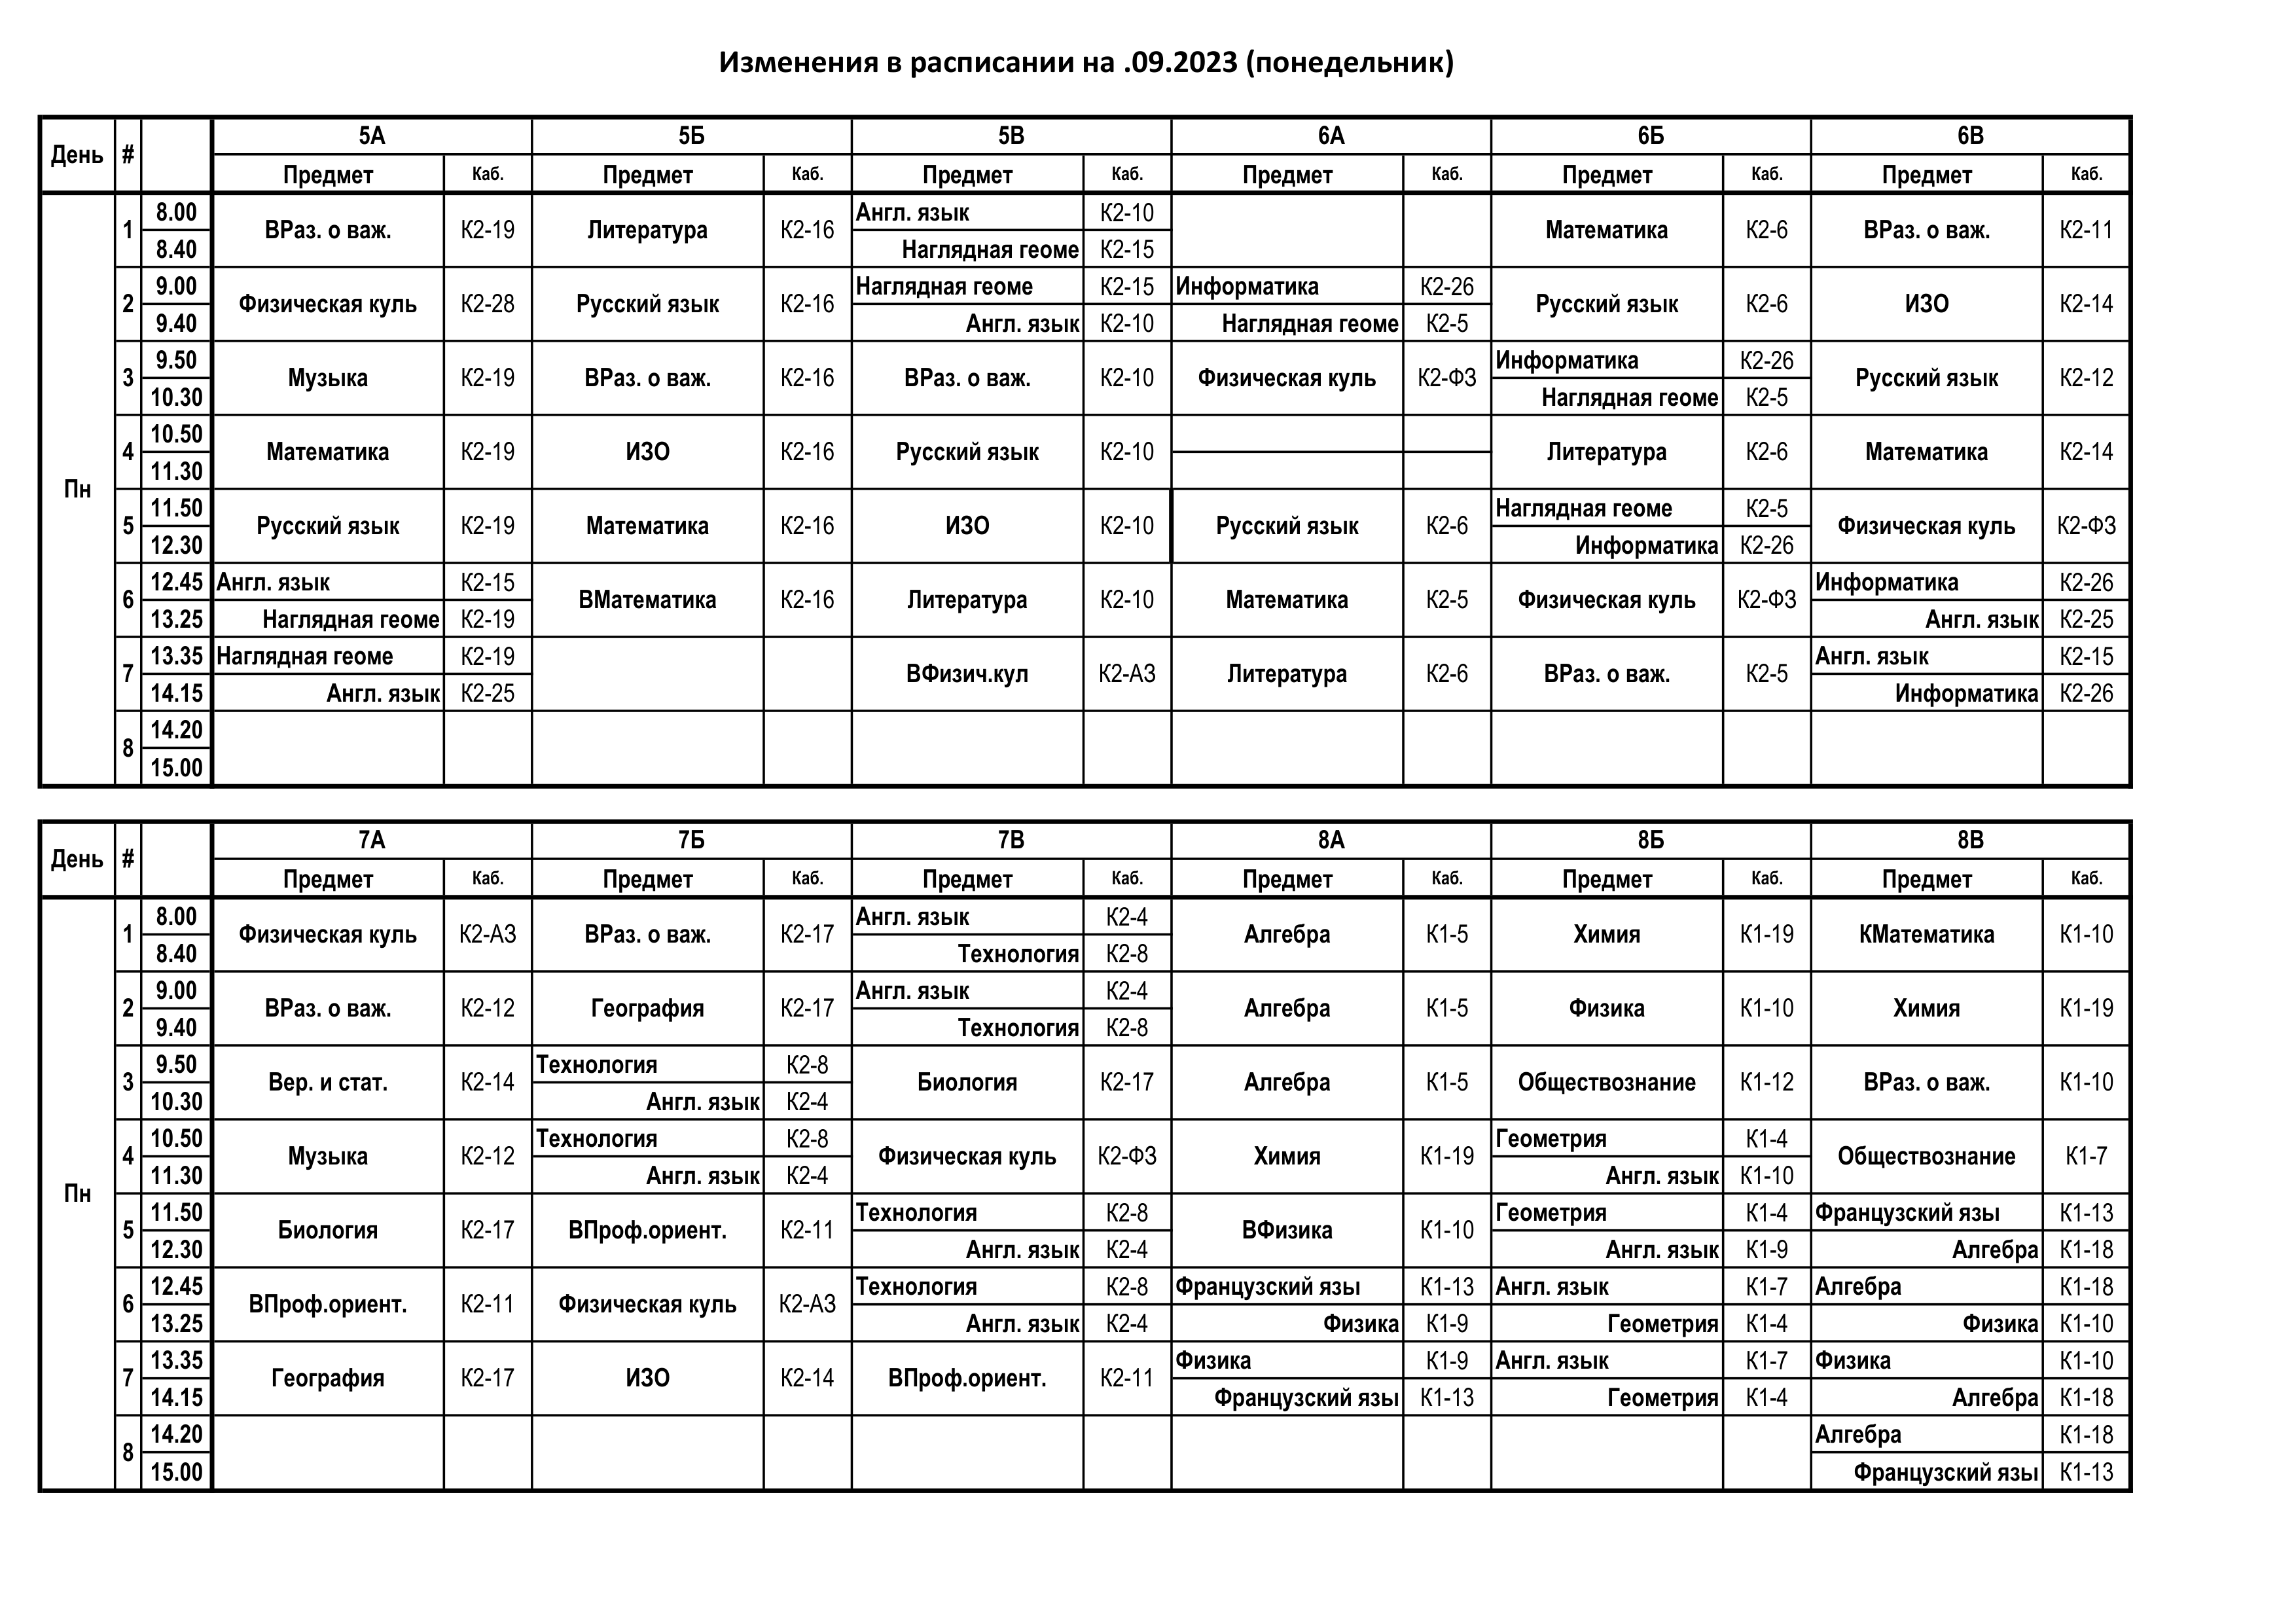 Изменения в расписании на .09.2023 (понедельник)
День # 5А 5Б 5В 6А 6Б 6В
Предмет Каб. Предмет Каб. Предмет Каб. Предмет Каб. Предмет Каб. Предмет Каб.
Пн
1 8.00 8.40 ВРаз. о важ. К2-19 Литература К2-16 Англ. язык К2-10 Наглядная геоме К2-15 Математика К2-6 ВРаз. о важ. К2-11
2 9.00 9.40 Физическая куль К2-28 Русский язык К2-16 Наглядная геоме К2-15 Англ. язык К2-10 Информатика К2-26 Наглядная геоме К2-5 Русский язык К2-6 ИЗО К2-14
3 9.50 10.30 Музыка К2-19 ВРаз. о важ. К2-16 ВРаз. о важ. К2-10 Физическая куль К2-ФЗ Информатика К2-26 Наглядная геоме К2-5 Русский язык К2-12
4 10.50 11.30 Математика К2-19 ИЗО К2-16 Русский язык К2-10 Литература К2-6 Математика К2-14
5 11.50 12.30 Русский язык К2-19 Математика К2-16 ИЗО К2-10 Русский язык К2-6 Наглядная геоме К2-5 Информатика К2-26 Физическая куль К2-ФЗ
6 12.45 13.25 Англ. язык К2-15 Наглядная геоме К2-19 ВМатематика К2-16 Литература К2-10 Математика К2-5 Физическая куль К2-ФЗ Информатика К2-26 Англ. язык К2-25
7 13.35 14.15 Наглядная геоме К2-19 Англ. язык К2-25 ВФизич.кул К2-АЗ Литература К2-6 ВРаз. о важ. К2-5 Англ. язык К2-15 Информатика К2-26
8 14.20 15.00
День # 7А 7Б 7В 8А 8Б 8В
Предмет Каб. Предмет Каб. Предмет Каб. Предмет Каб. Предмет Каб. Предмет Каб.
Пн
1 8.00 8.40 Физическая куль К2-АЗ ВРаз. о важ. К2-17 Англ. язык К2-4 Технология К2-8 Алгебра К1-5 Химия К1-19 КМатематика К1-10
2 9.00 9.40 ВРаз. о важ. К2-12 География К2-17 Англ. язык К2-4 Технология К2-8 Алгебра К1-5 Физика К1-10 Химия К1-19
3 9.50 10.30 Вер. и стат. К2-14 Технология К2-8 Англ. язык К2-4 Биология К2-17 Алгебра К1-5 Обществознание К1-12 ВРаз. о важ. К1-10
4 10.50 11.30 Музыка К2-12 Технология К2-8 Англ. язык К2-4 Физическая куль К2-ФЗ Химия К1-19 Геометрия К1-4 Англ. язык К1-10 Обществознание К1-7
5 11.50 12.30 Биология К2-17 ВПроф.ориент. К2-11 Технология К2-8 Англ. язык К2-4 ВФизика К1-10 Геометрия К1-4 Англ. язык К1-9 Французский язы К1-13 Алгебра К1-18
6 12.45 13.25 ВПроф.ориент. К2-11 Физическая куль К2-АЗ Технология К2-8 Англ. язык К2-4 Французский язы К1-13 Физика К1-9 Англ. язык К1-7 Геометрия К1-4 Алгебра К1-18 Физика К1-10
7 13.35 14.15 География К2-17 ИЗО К2-14 ВПроф.ориент. К2-11 Физика К1-9 Французский язы К1-13 Англ. язык К1-7 Геометрия К1-4 Физика К1-10 Алгебра К1-18
8 14.20 15.00 Алгебра К1-18 Французский язы К1-13